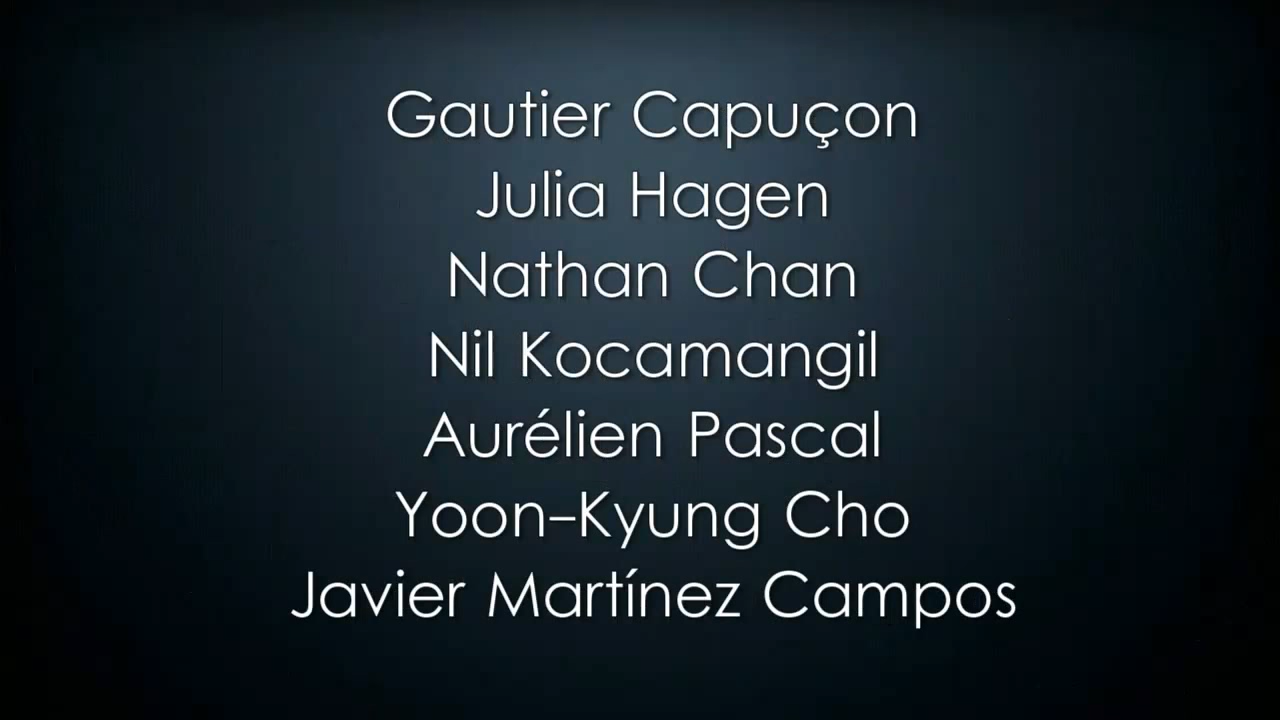 Gautier Capuçon
Julia Hagen
Nathan Chan
Nil Kocamangil
Aurélien Pascal
Yoon-Kyung Cho
Javier Martínez Campos